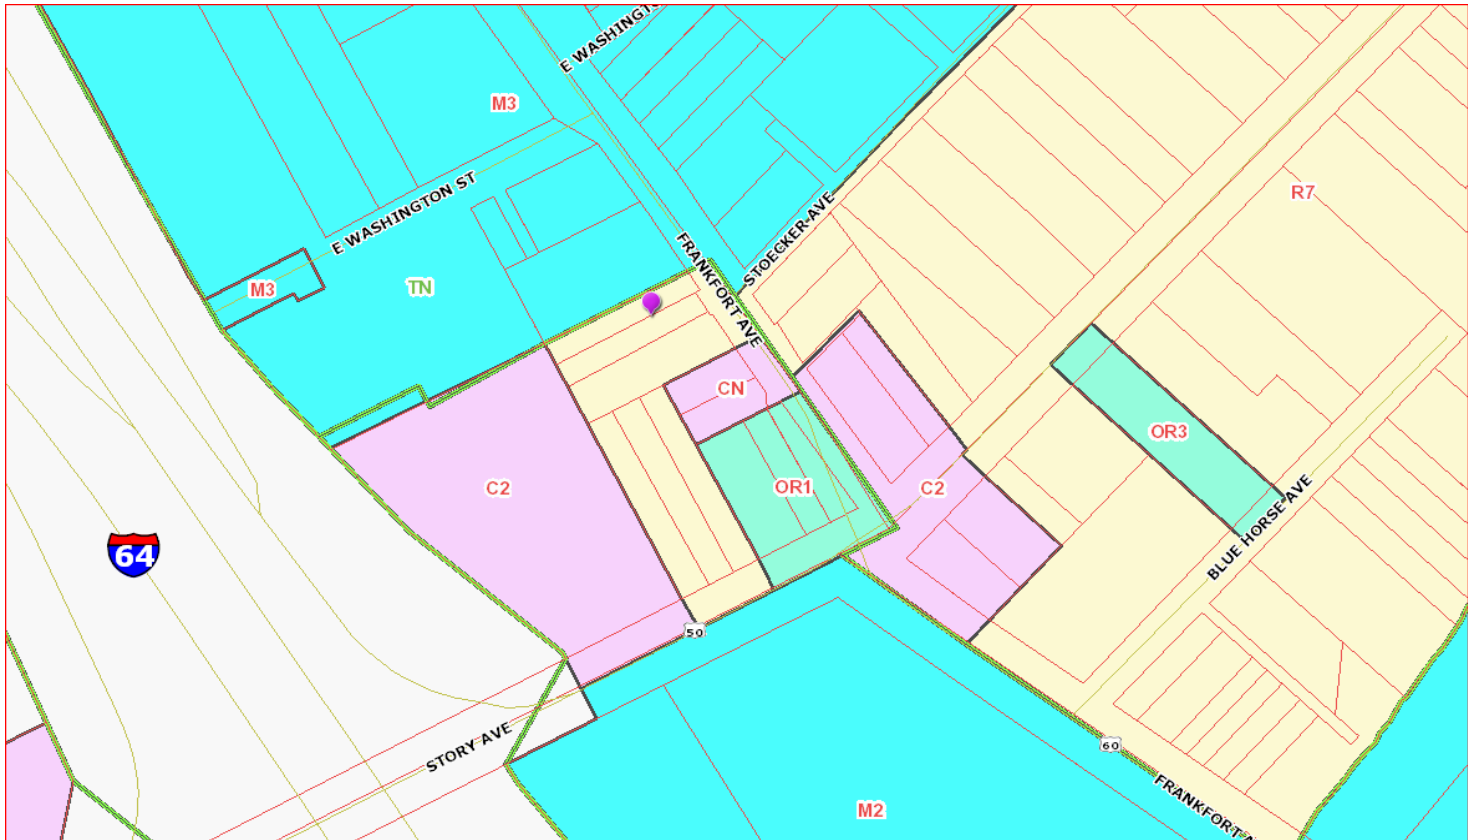 E WASHINGTO
M3
E WASHINGTON ST
R7
STOECKER AVE
FRANKFORT AVE
M3
TN
CN
OR3
C2
OR1
C2
BLUE HORSE AVE
64
50
STORY AVE
60
M2
FRANKFORT A